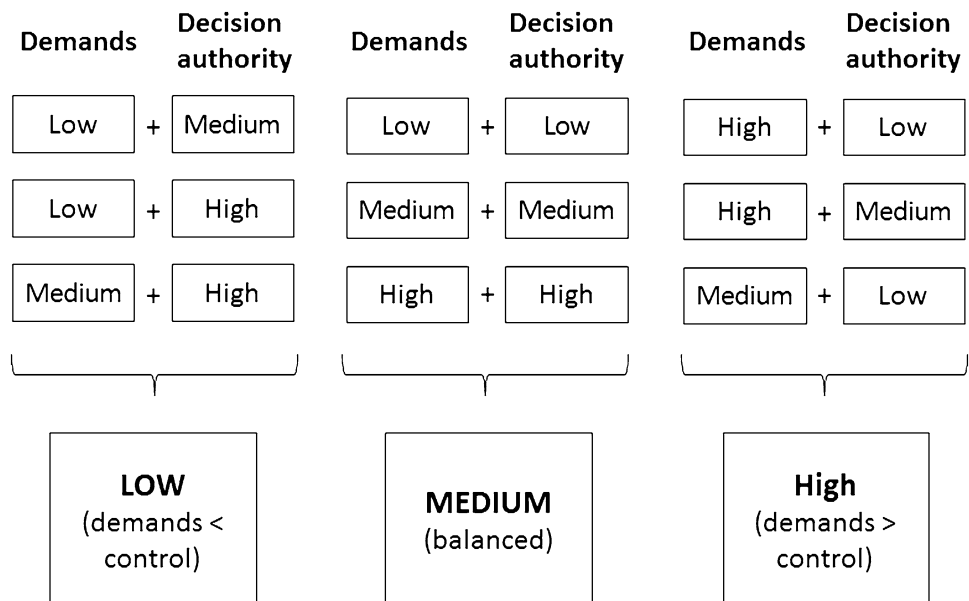 Demands Decision authority Demands Decision authority Demands Decision authority
Low + Medium Low + Low High + Low
Low + High Medium + Medium High + Medium
Medium + High High + High Medium + Low
LOW
(demands <
control)
MEDIUM
(balanced)
High
(demands >
control)